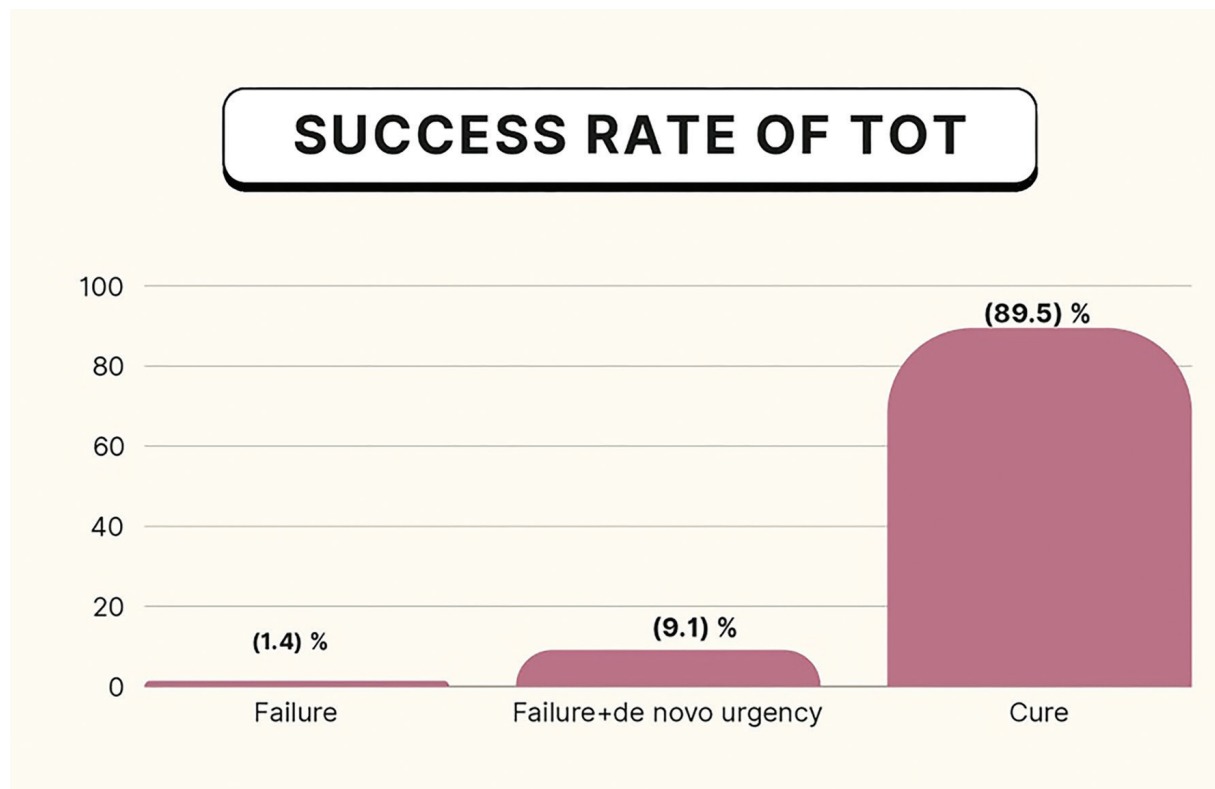 SUCCESS RATE OF TOT
100
(89.5) %
80
60
40
20
(9.1) %
(1.4) %
0
Failure
Failure+de novo urgency
Cure